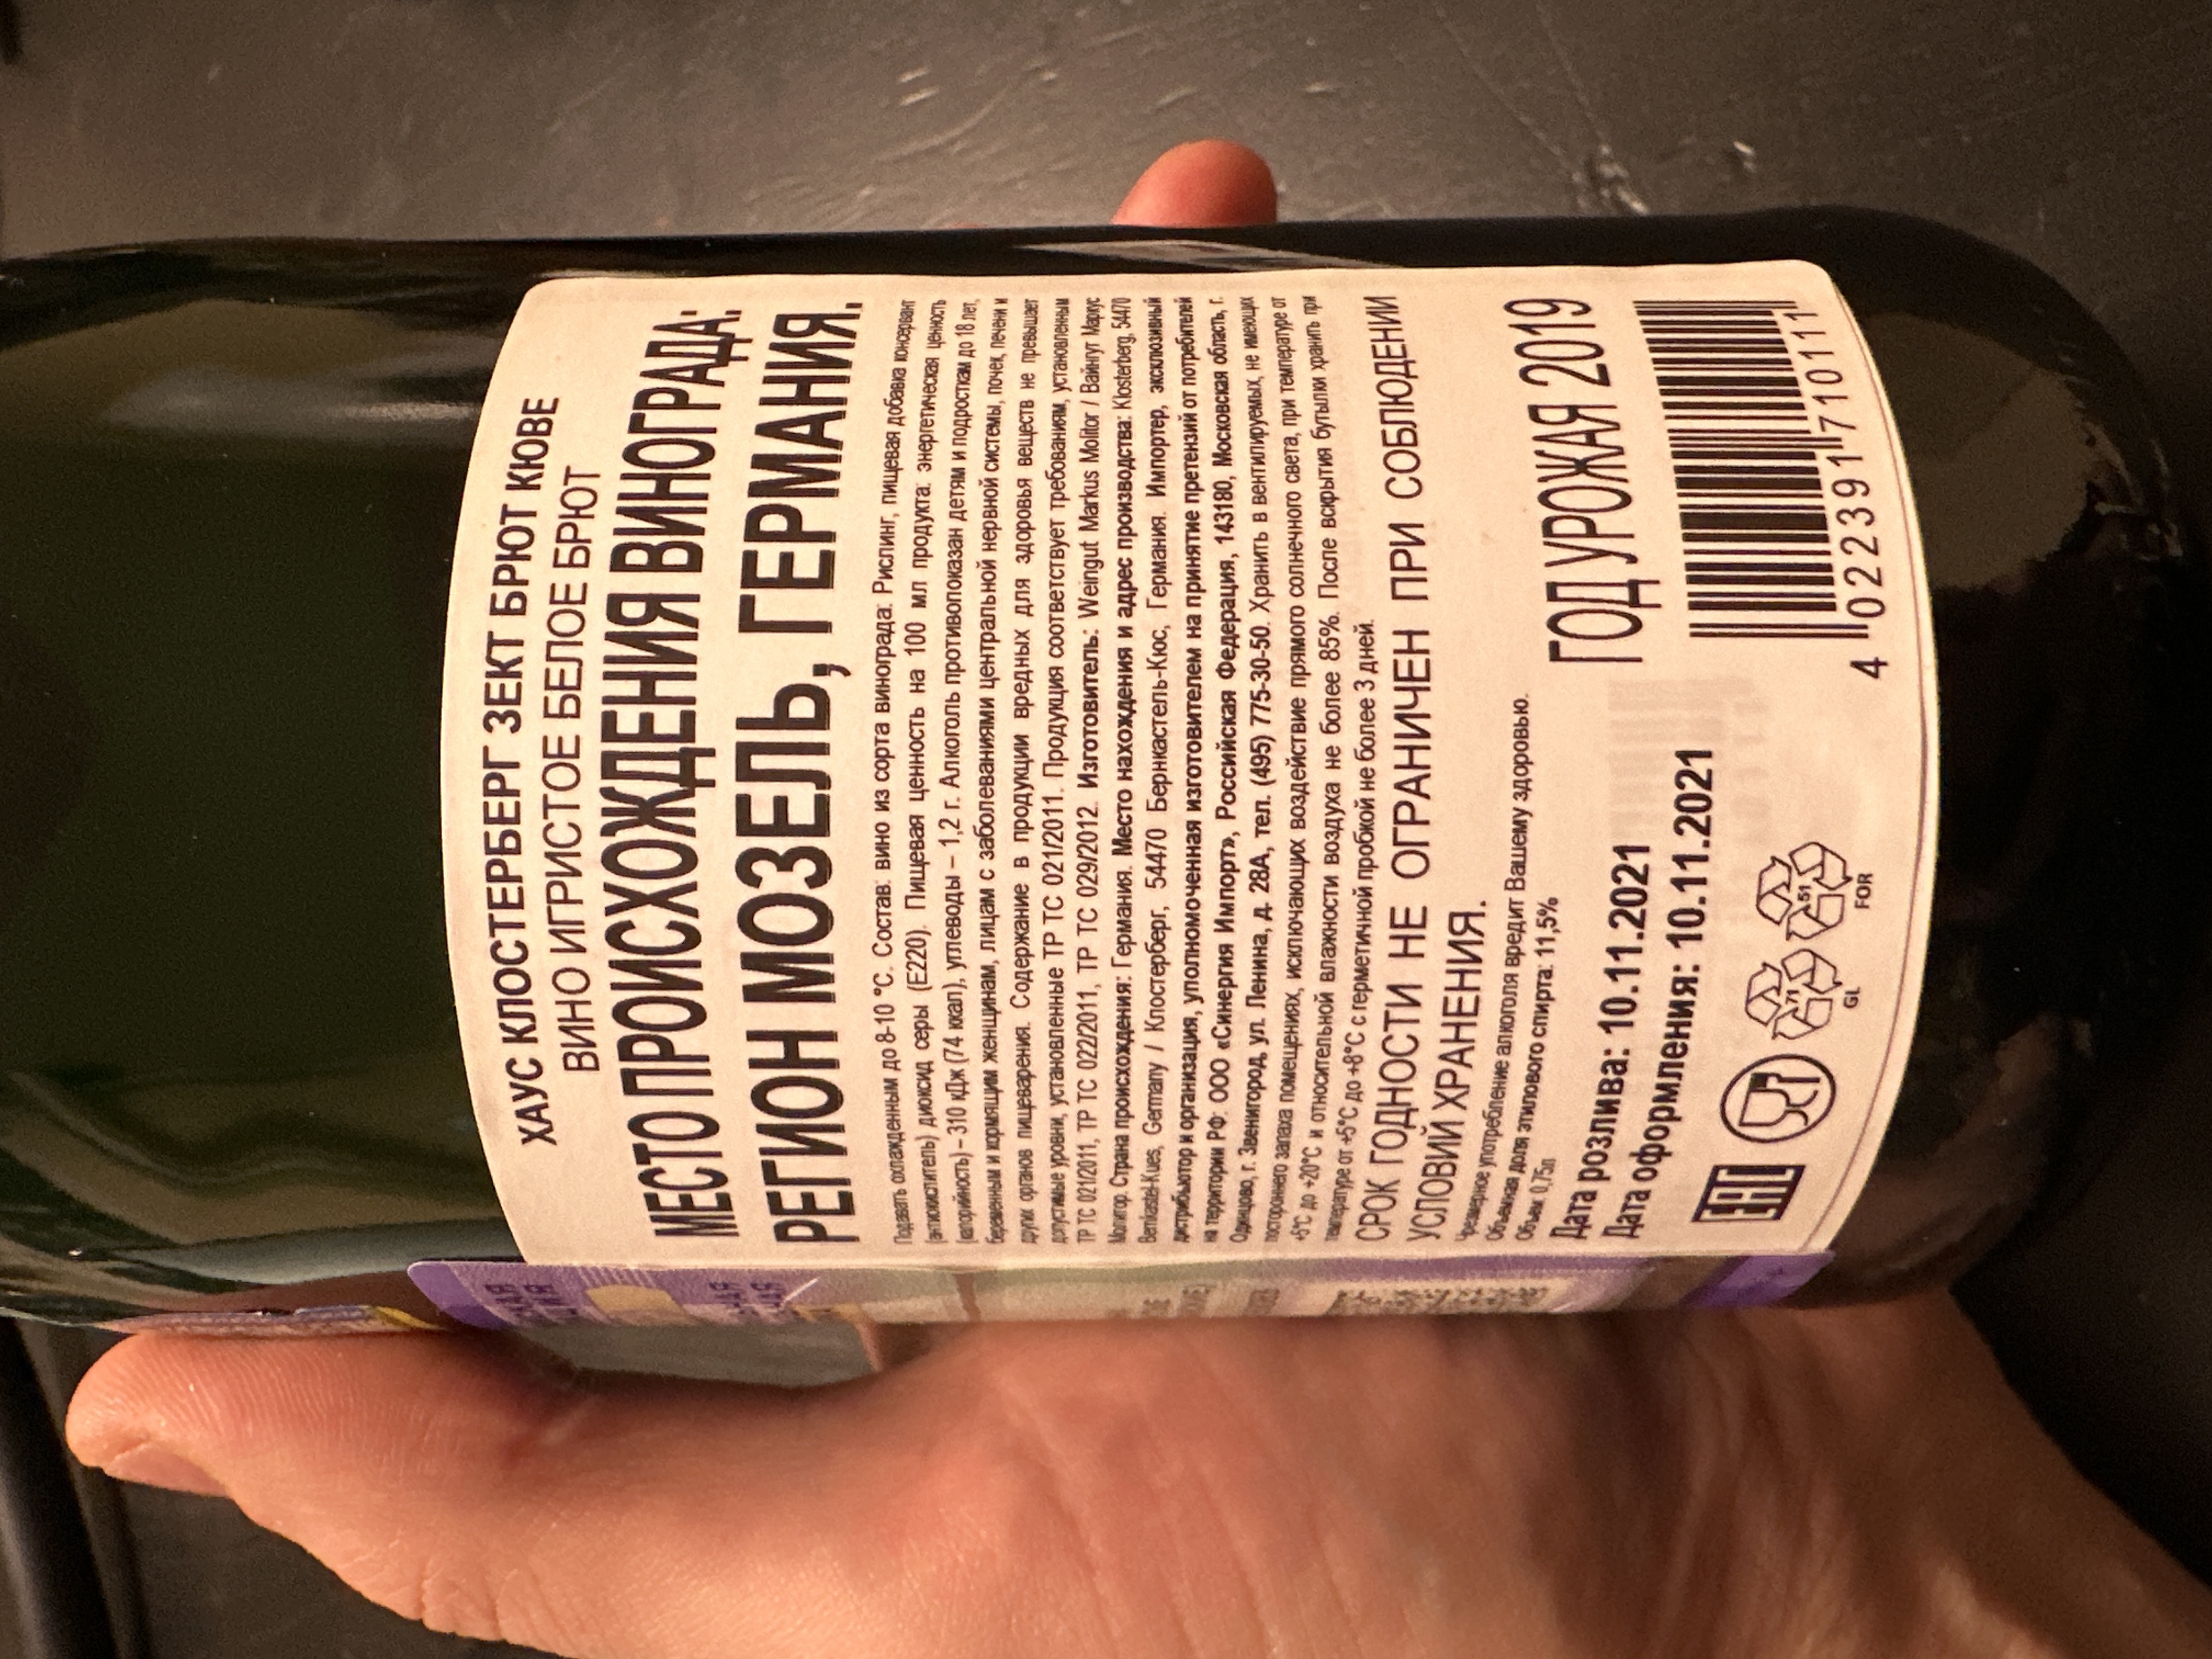 ХАУС КЛОСТЕРБЕРГ ЗЕКТ БРЮТ КЮВЕ
ВИНО ИГРИСТОЕ БЕЛОЕ БРЮТ
МЕСТО ПРОИСХОЖДЕНИЯ ВИНОГРАДА:
РЕГИОН МОЗЕЛЬ, ГЕРМАНИЯ.
Подавать охлажденным до 8-10 °С. Состав: вино из сорта винограда: Рислинг, пищевая добавка консервант
(антиокислитель) диоксид серы (Е220). Пищевая ценность на 100 мл продукта: энергетическая ценность
(калорийность) – 310 кДж (74 ккал), углеводы – 1,2 г. Алкоголь противопоказан детям и подросткам до 18 лет,
беременным и кормящим женщинам, лицам с заболеваниями центральной нервной системы, почек, печени и
других органов пищеварения. Содержание в продукции вредных для здоровья веществ не превышает
допустимые уровни, установленные ТР ТС 021/2011. Продукция соответствует требованиям, установленным
ТР ТС 021/2011, ТР ТС 022/2011, ТР ТС 029/2012. Изготовитель: Weingut Markus Molitor / Вайнгут Маркус
Молитор. Страна происхождения: Германия. Место нахождения и адрес производства: Klosterberg, 54470
Bernkastel-Kues, Germany / Клостерберг, 54470 Бернкастель-Кюс, Германия. Импортер, эксклюзивный
дистрибьютор и организация, уполномоченная изготовителем на принятие претензий от потребителей
на территории РФ: ООО «Синергия Импорт», Российская Федерация, 143180, Московская область, г.
Одинцово, г. Звенигород, ул. Ленина, д. 28А, тел. (495) 775-30-50. Хранить в вентилируемых, не имеющих
постороннего запаха помещениях, исключающих воздействие прямого солнечного света, при температуре от
+5°С до +20°С и относительной влажности воздуха не более 85%. После вскрытия бутылки хранить при
температуре от +5°С до +8°С с герметичной пробкой не более 3 дней.
СРОК ГОДНОСТИ НЕ ОГРАНИЧЕН ПРИ СОБЛЮДЕНИИ
УСЛОВИЙ ХРАНЕНИЯ.
Чрезмерное употребление алкоголя вредит Вашему здоровью.
Объемная доля этилового спирта: 11,5%
Объем: 0,75л
ГОД УРОЖАЯ 2019
Дата розлива: 10.11.2021
Дата оформления: 10.11.2021
EAC
71
GL
51
FOR
4 022391 710111